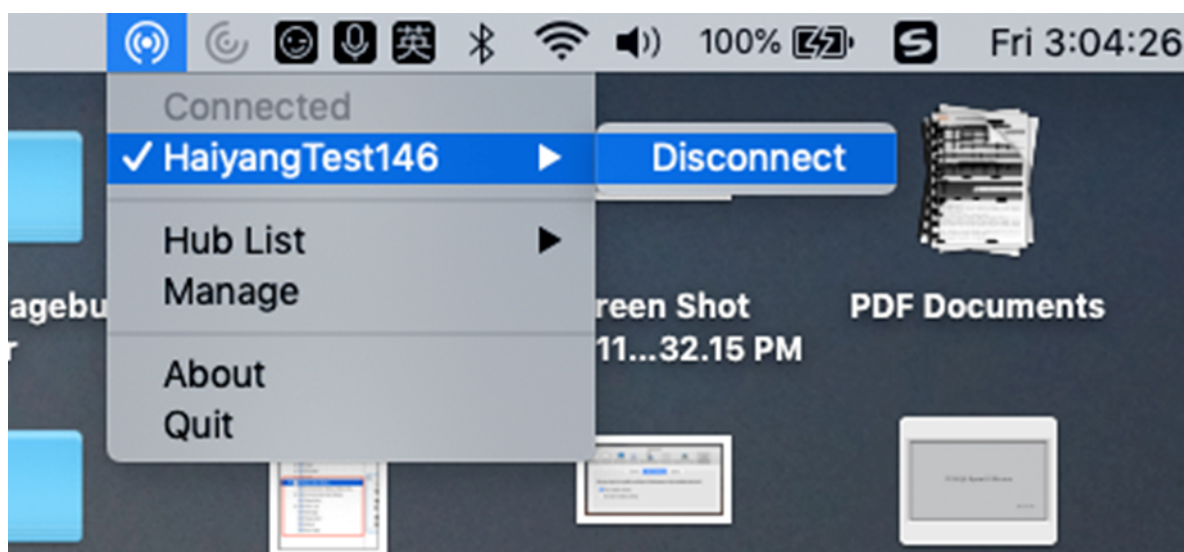 英 100% S Fri 3:04:26
Connected
HaiyangTest146
Disconnect
Hub List
Manage
About
Quit
agebu
r
reen Shot
11...32.15 PM
PDF Documents